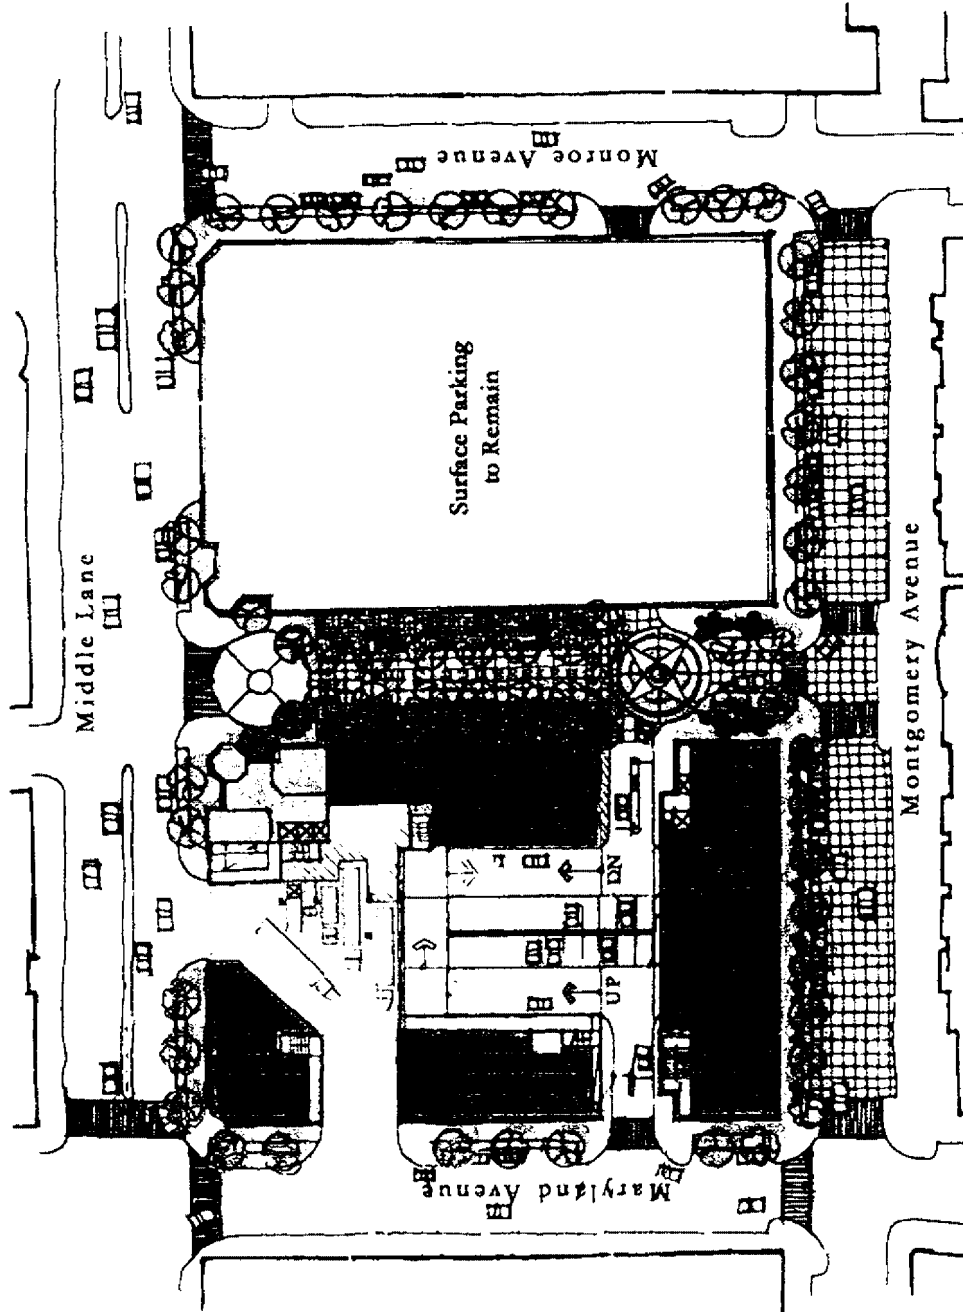 Monroe Avenue
Surface Parking
to Remain
Middle Lane
Montgomery Avenue
DN
UP
Maryland Avenue